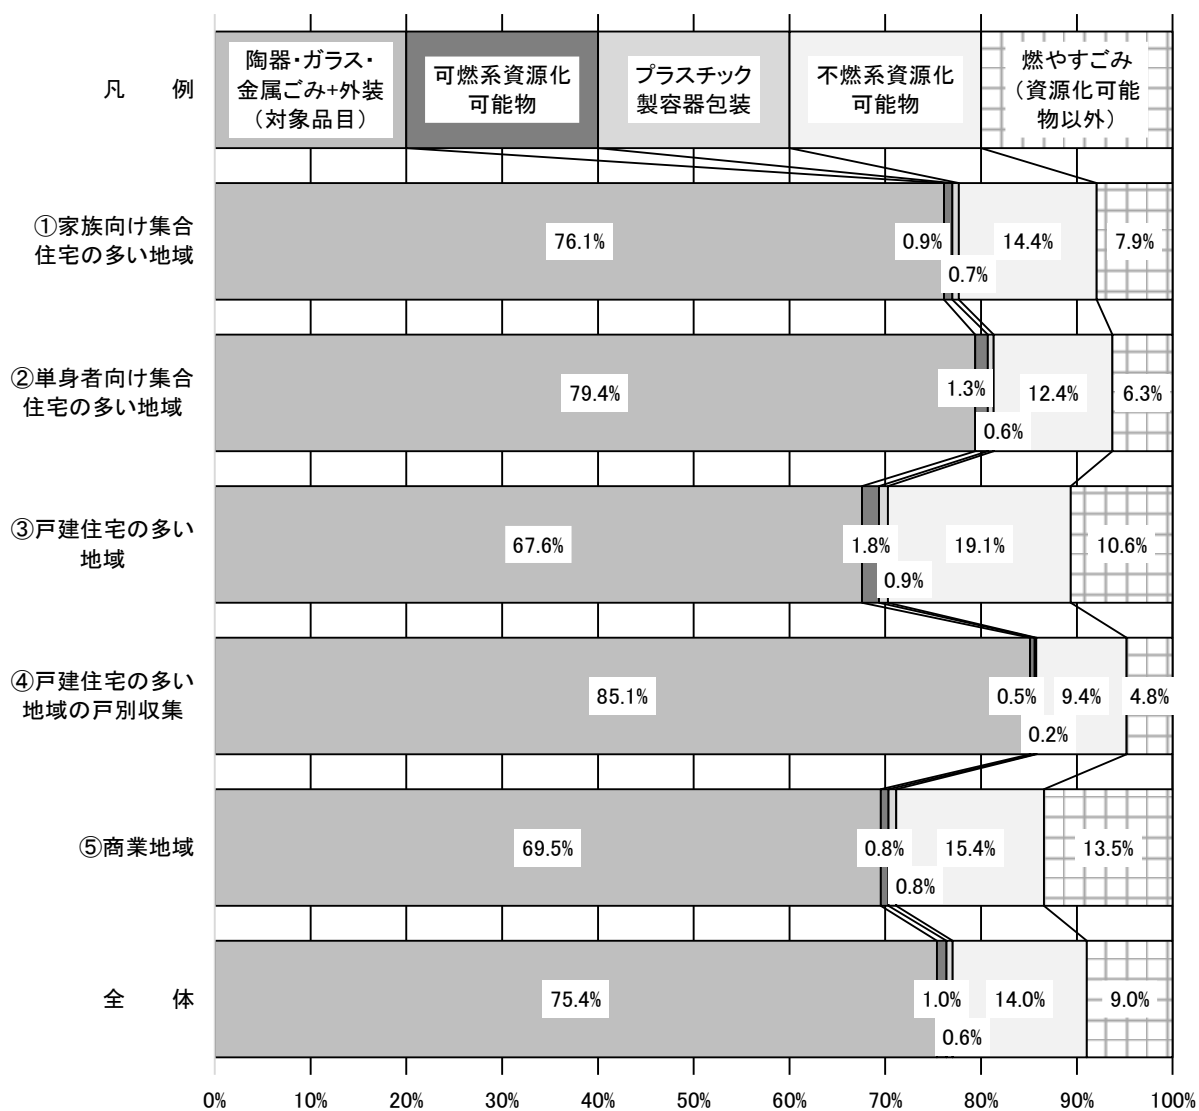 凡　例
陶器・ガラス・
金属ごみ+外装
（対象品目）
可燃系資源化
可能物
プラスチック
製容器包装
不燃系資源化
可能物
燃やすごみ
（資源化可能
物以外）
①家族向け集合
住宅の多い地域
76.1%
0.9%
0.7%
14.4%
7.9%
②単身者向け集合
住宅の多い地域
79.4%
1.3%
0.6%
12.4%
6.3%
③戸建住宅の多い
地域
67.6%
1.8%
0.9%
19.1%
10.6%
④戸建住宅の多い
地域の戸別収集
85.1%
0.5%
0.2%
9.4%
4.8%
⑤商業地域
69.5%
0.8%
0.8%
15.4%
13.5%
全　体
75.4%
1.0%
0.6%
14.0%
9.0%
0% 10% 20% 30% 40% 50% 60% 70% 80% 90% 100%